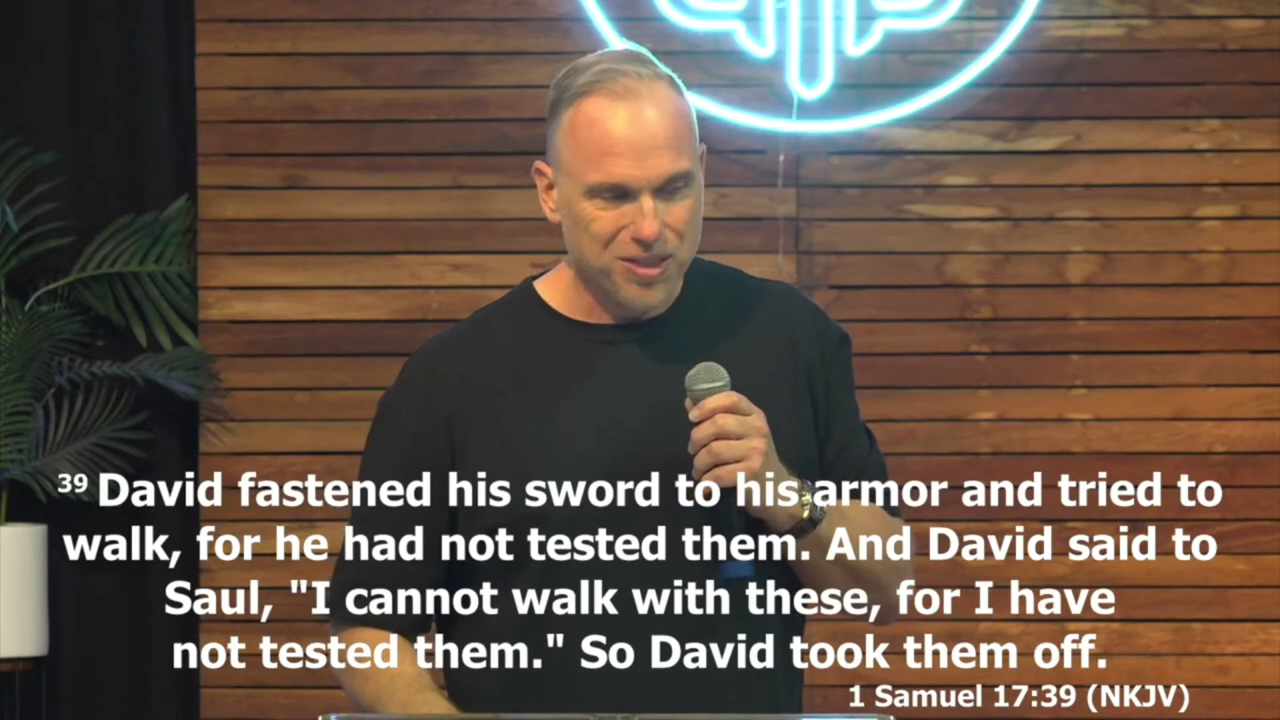 39 David fastened his sword to his armor and tried to
walk, for he had not tested them. And David said to
Saul, "I cannot walk with these, for I have
not tested them." So David took them off.
1 Samuel 17:39 (NKJV)